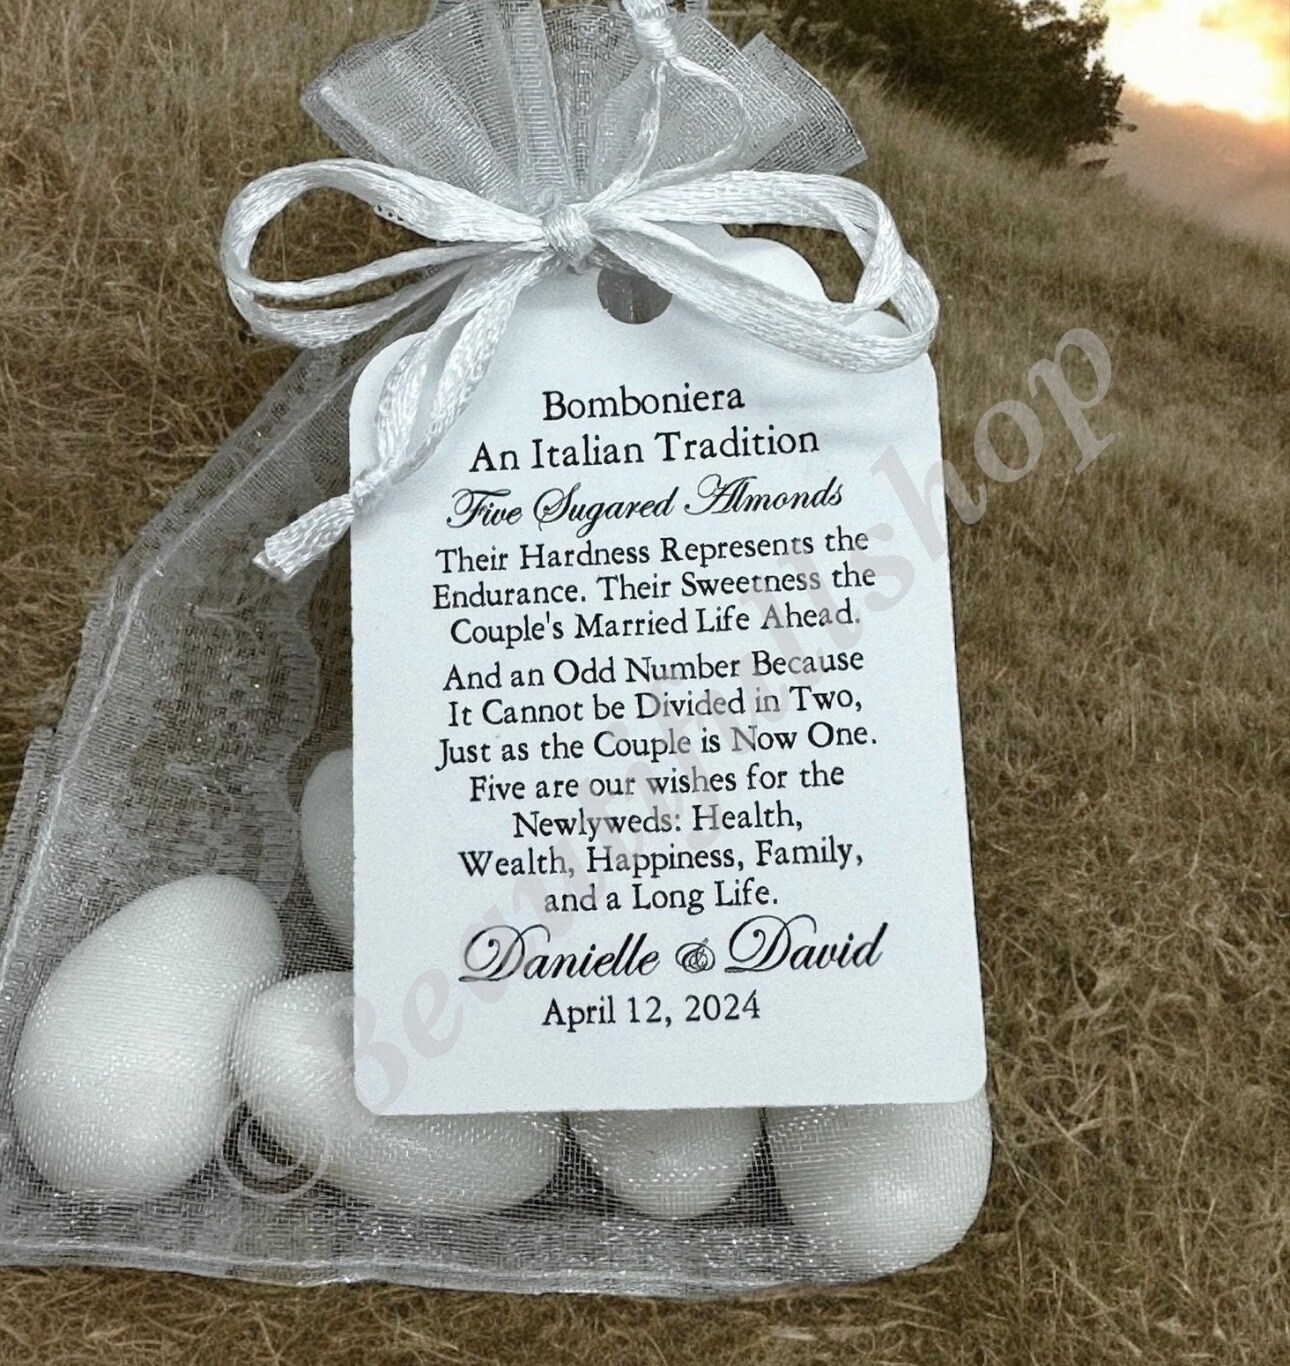 Bomboniera
An Italian Tradition
Five Sugared Almonds
Their Hardness Represents the
Endurance. Their Sweetness the
Couple's Married Life Ahead.
And an Odd Number Because
It Cannot be Divided in Two,
Just as the Couple is Now One.
Five are our wishes for the
Newlyweds: Health,
Wealth, Happiness, Family,
and a Long Life.
Danielle & David
April 12, 2024
© Beautifullshop